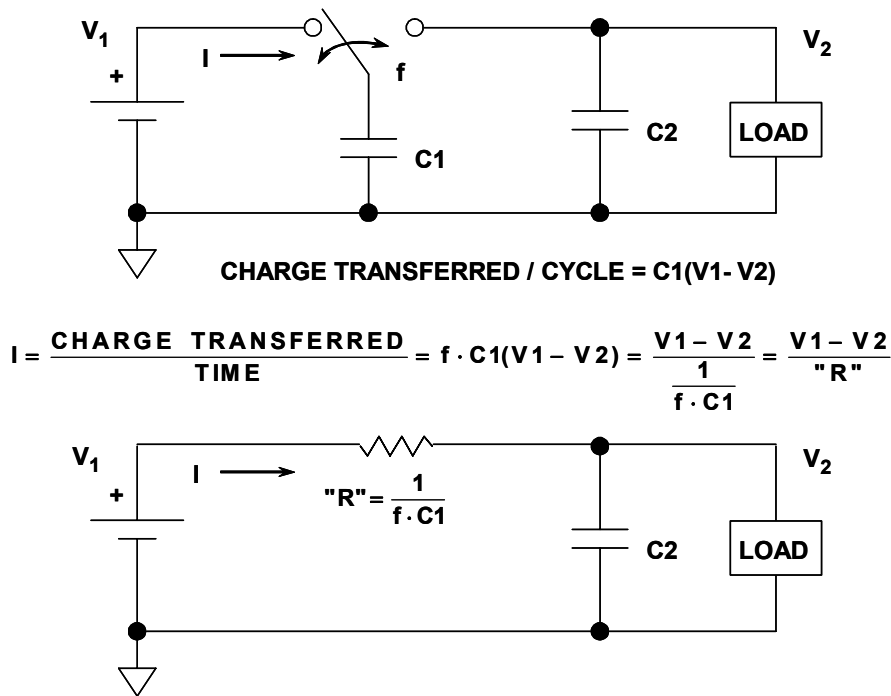 V1
I
f
V2
+
C1
C2
LOAD
CHARGE TRANSFERRED / CYCLE = C1(V1- V2)
I = CHARGE TRANSFERRED / TIME = f · C1(V1 – V2) = V1 – V2 / 1 / f · C1 = V1 – V2 / "R"
V1
I
V2
+
"R" = 1 / f · C1
C2
LOAD